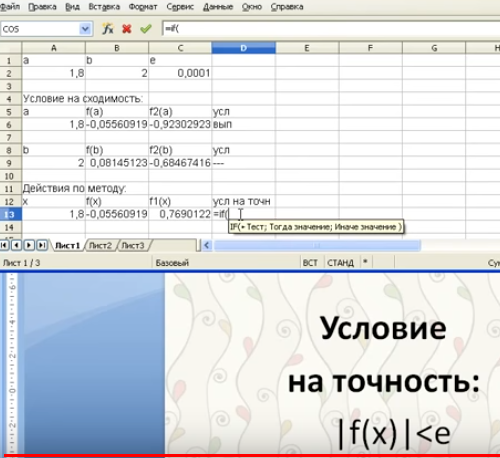 Файл Правка Вид Вставка Формат Сервис Данные Окно Справка
COS =if(
A B C D E F G H
1 a b e
2 1,8 2 0,0001
3
4 Условие на сходимость:
5 a f(a) f2(a) усл
6 1,8 -0,05560919 -0,92302923 вып
7
8 b f(b) f2(b) усл
9 2 0,08145123 -0,68467416 ---
10
11 Действия по методу:
12 x f(x) f1(x) усл на точн
13 1,8 -0,05560919 0,7690122 =if(
14 IF( Тест; Тогда значение; Иначе значение )
Лист1 Лист2 Лист3
Лист 1 / 3 Базовый ВСТ СТАНД *
Условие
на точность:
|f(x)|<e